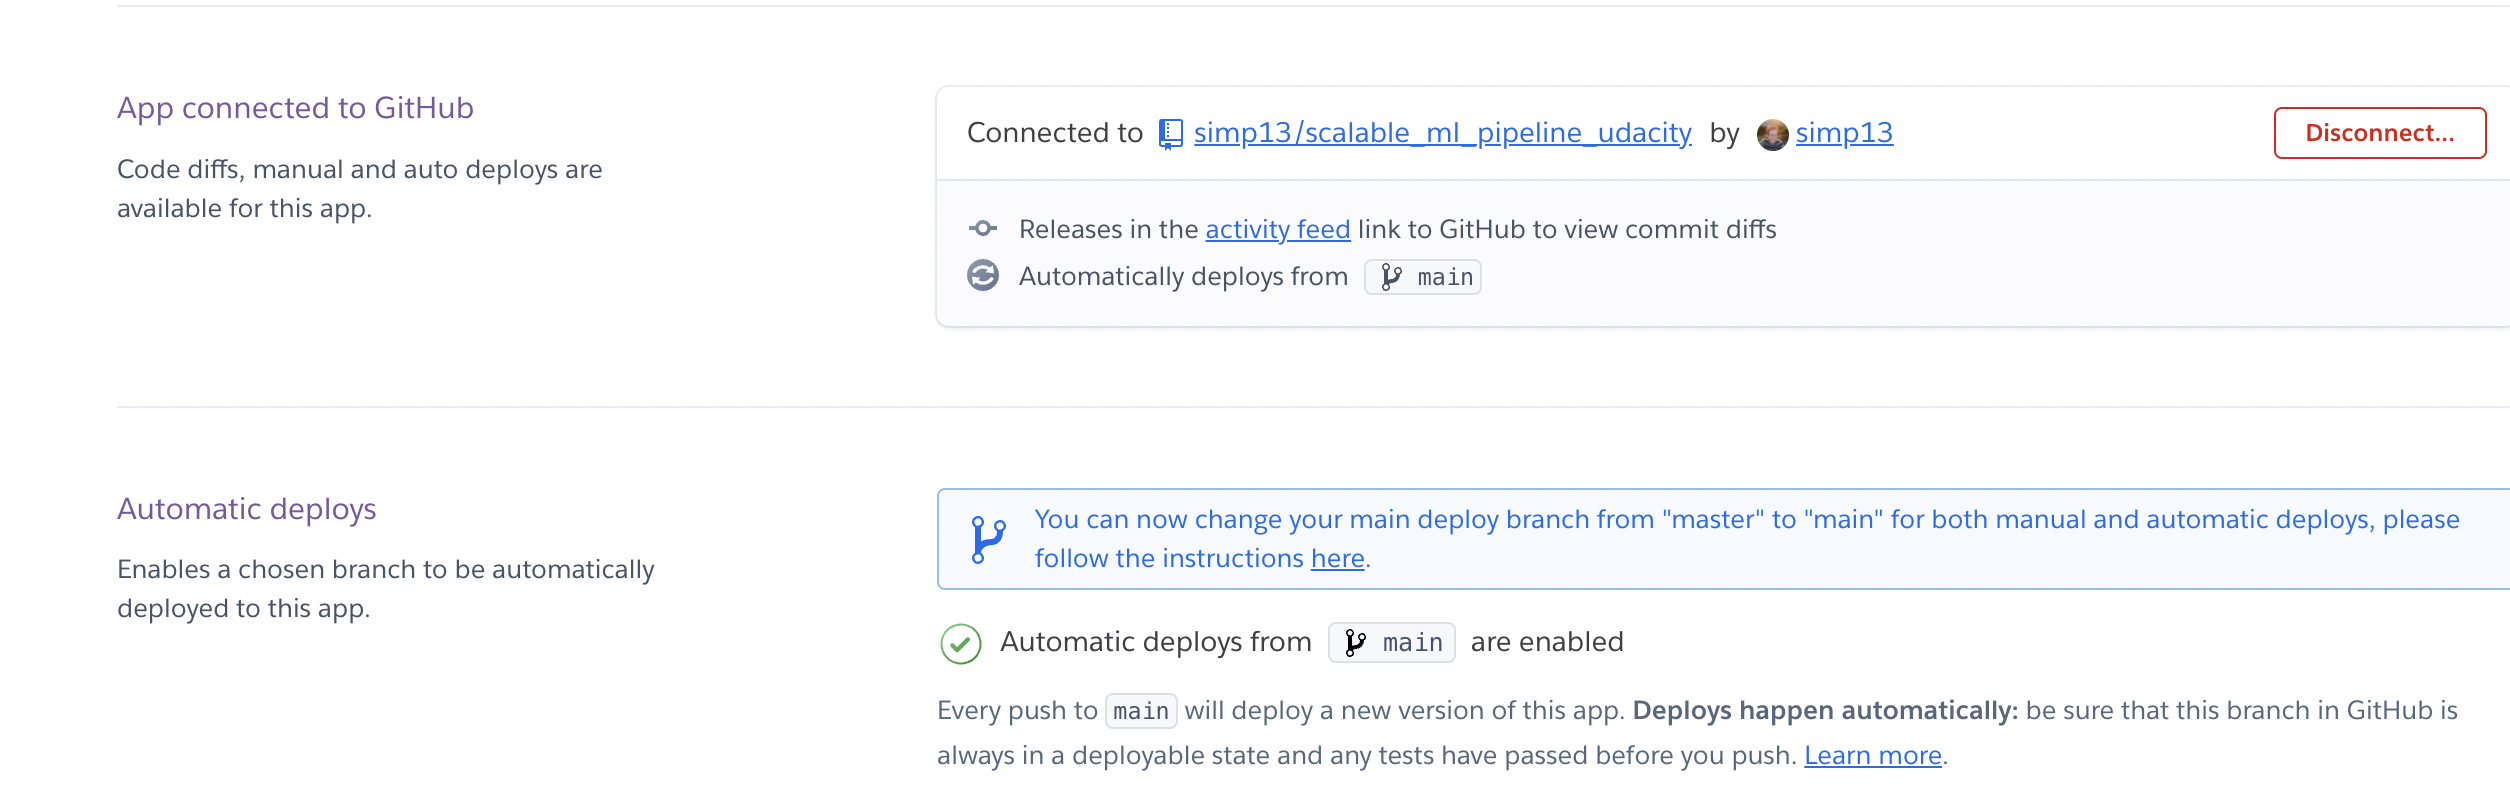 App connected to GitHub
Code diffs, manual and auto deploys are
available for this app.
Connected to simp13/scalable_ml_pipeline_udacity by simp13
Disconnect...
Releases in the activity feed link to GitHub to view commit diffs
Automatically deploys from main
Automatic deploys
Enables a chosen branch to be automatically
deployed to this app.
You can now change your main deploy branch from "master" to "main" for both manual and automatic deploys, please
follow the instructions here.
Automatic deploys from main are enabled
Every push to main will deploy a new version of this app. Deploys happen automatically: be sure that this branch in GitHub is
always in a deployable state and any tests have passed before you push. Learn more.